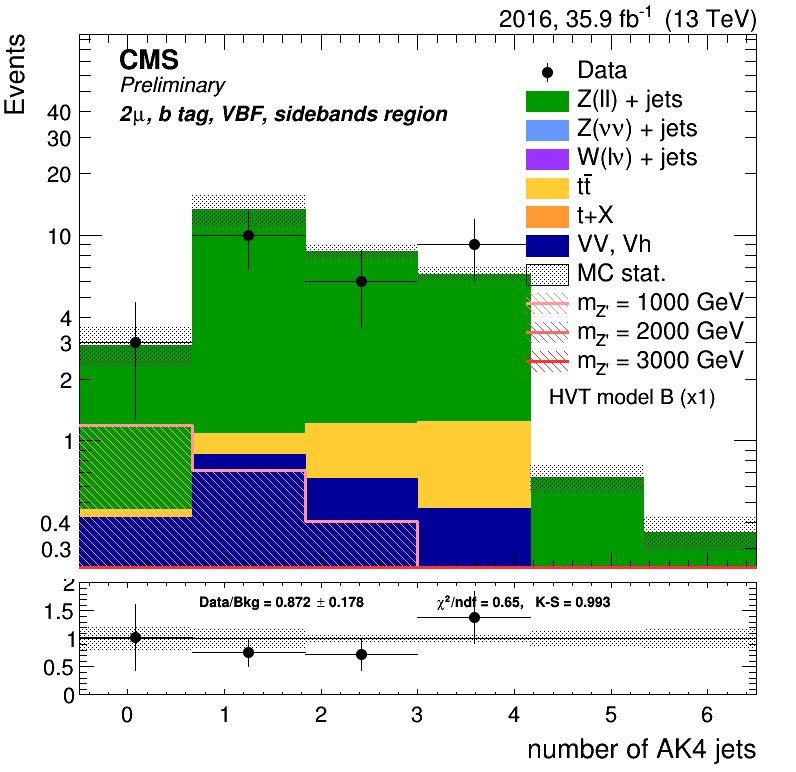 2016, 35.9 fb⁻¹ (13 TeV)
Events
CMS
Preliminary
2μ, b tag, VBF, sidebands region
Data
Z(ll) + jets
Z(νν) + jets
W(lν) + jets
tt̄
t+X
VV, Vh
MC stat.
m_Z' = 1000 GeV
m_Z' = 2000 GeV
m_Z' = 3000 GeV
HVT model B (x1)
40
30
20
10
4
3
2
1
0.4
0.3
Data/Bkg = 0.872 ± 0.178 χ²/ndf = 0.65, K-S = 0.993
2
1.5
1
0.5
0
0 1 2 3 4 5 6
number of AK4 jets